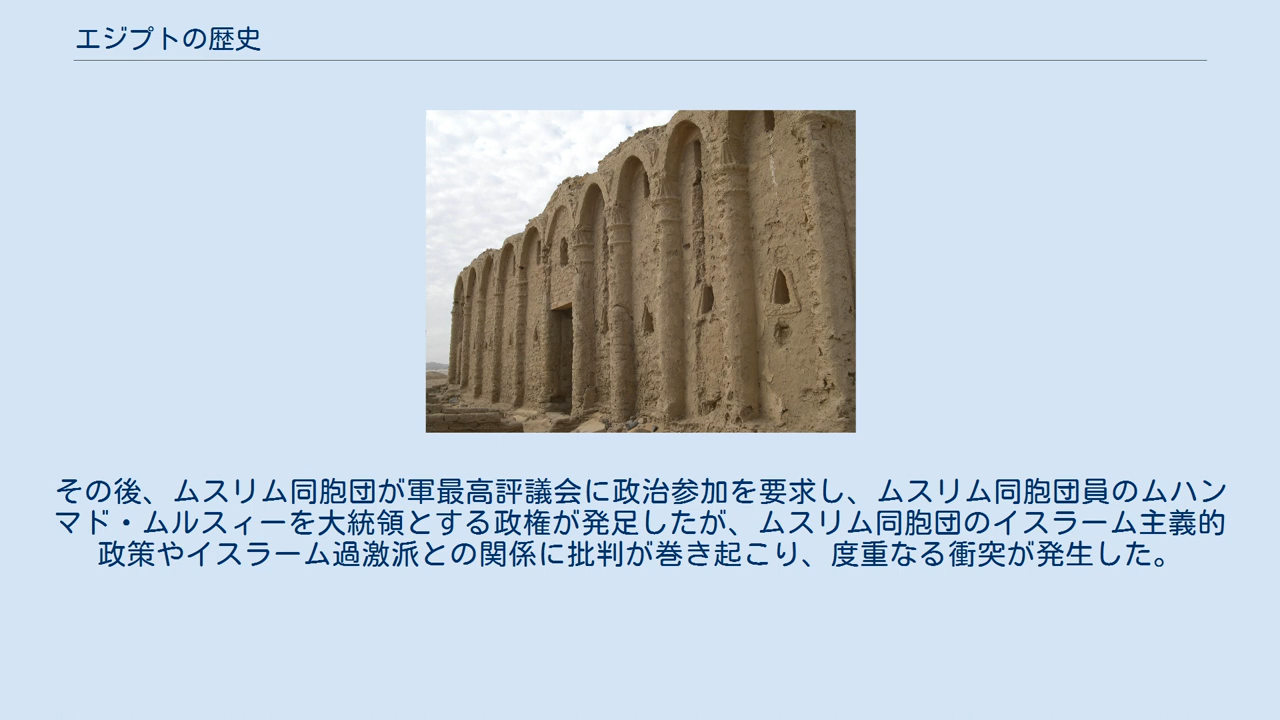 エジプトの歴史
その後、ムスリム同胞団が軍最高評議会に政治参加を要求し、ムスリム同胞団員のムハン
マド・ムルスィーを大統領とする政権が発足したが、ムスリム同胞団のイスラーム主義的
政策やイスラーム過激派との関係に批判が巻き起こり、度重なる衝突が発生した。